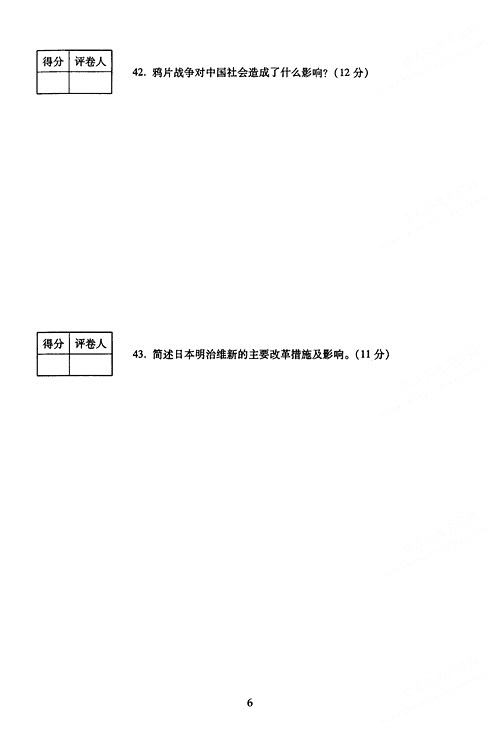 得分 评卷人
42. 鸦片战争对中国社会造成了什么影响?(12 分)
得分 评卷人
43. 简述日本明治维新的主要改革措施及影响。(11 分)
6